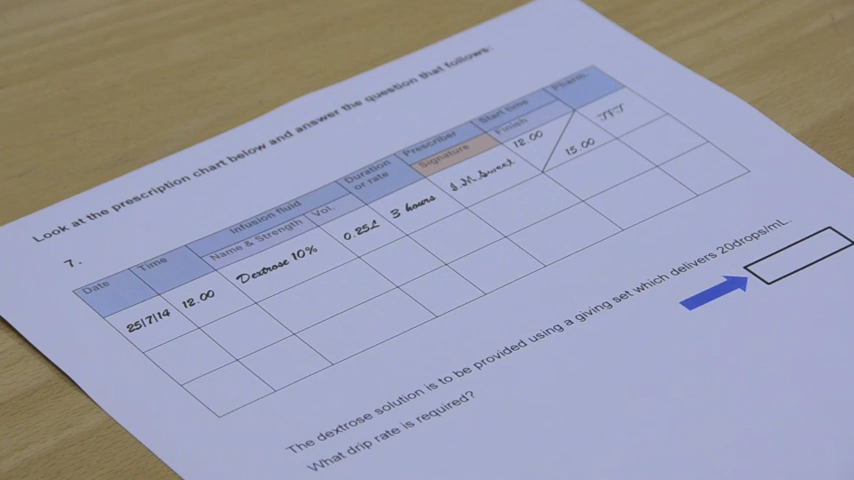 Look at the prescription chart below and answer the question that follows:
7.
Date Time Infusion fluid Duration or rate Prescriber Signature Start time Finish Pharm.
Name & Strength Vol.
25/7/14 12.00 Dextrose 10% 0.25L 3 hours J.M.Sweet 12.00 15.00 TFT
The dextrose solution is to be provided using a giving set which delivers 20drops/mL.
What drip rate is required?